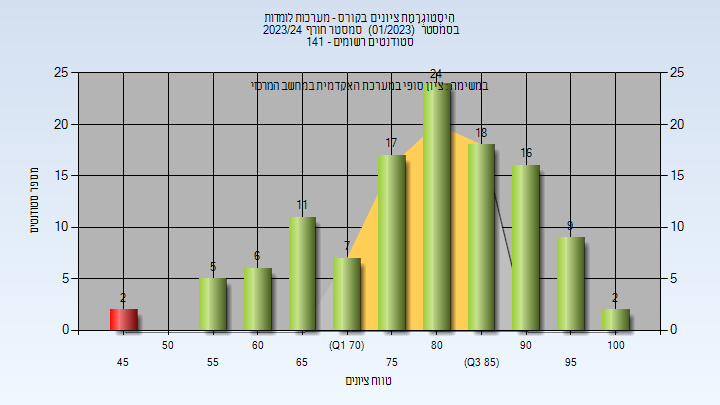 היסטוגרמת ציונים בקורס - מערכות לומדות
בסמסטר (01/2023) סמסטר חורף 2023/24
סטודנטים רשומים - 141
במשימה: ציון סופי במערכת האקדמית במחשב המרכזי
מספר סטודנטים
25 25
20 20
15 15
10 10
5 5
0 0
2 5 6 11 7 17 24 18 16 9 2
50 60 (Q1 70) 80 90 100
45 55 65 75 (Q3 85) 95
טווח ציונים